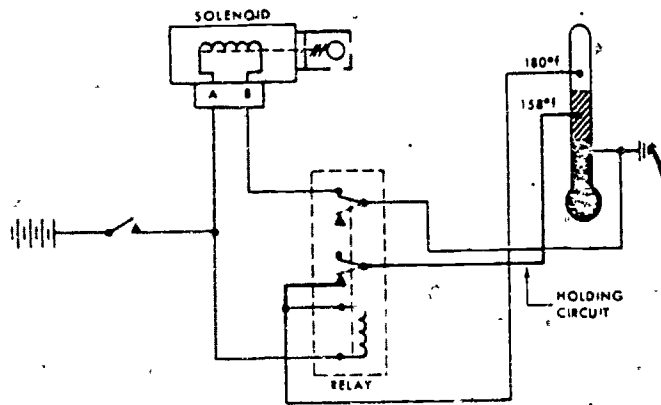 SOLENOID
A B
180°f
158°f
HOLDING
CIRCUIT
RELAY